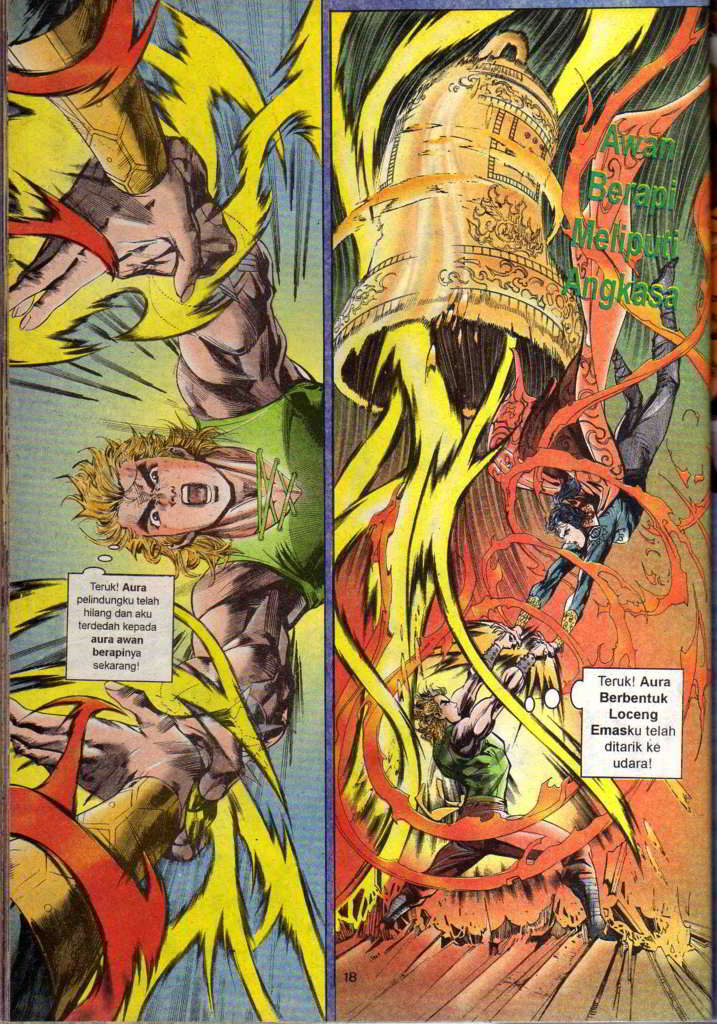 Awan
Berapi
Meliputi
Angkasa
Teruk! Aura
Berbentuk
Loceng
Emasku telah
ditarik ke
udara!
Teruk! Aura
pelindungku telah
hilang dan aku
terdedah kepada
aura awan
berapinya
sekarang!
18